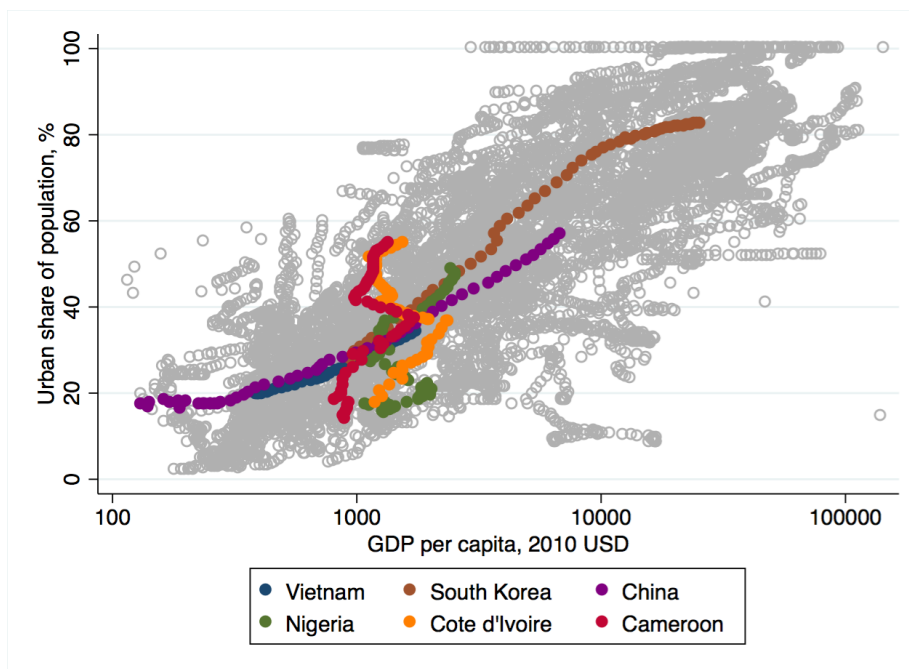 Urban share of population, %
100
80
60
40
20
0
100 1000 10000 100000
GDP per capita, 2010 USD
Vietnam South Korea China
Nigeria Cote d'Ivoire Cameroon